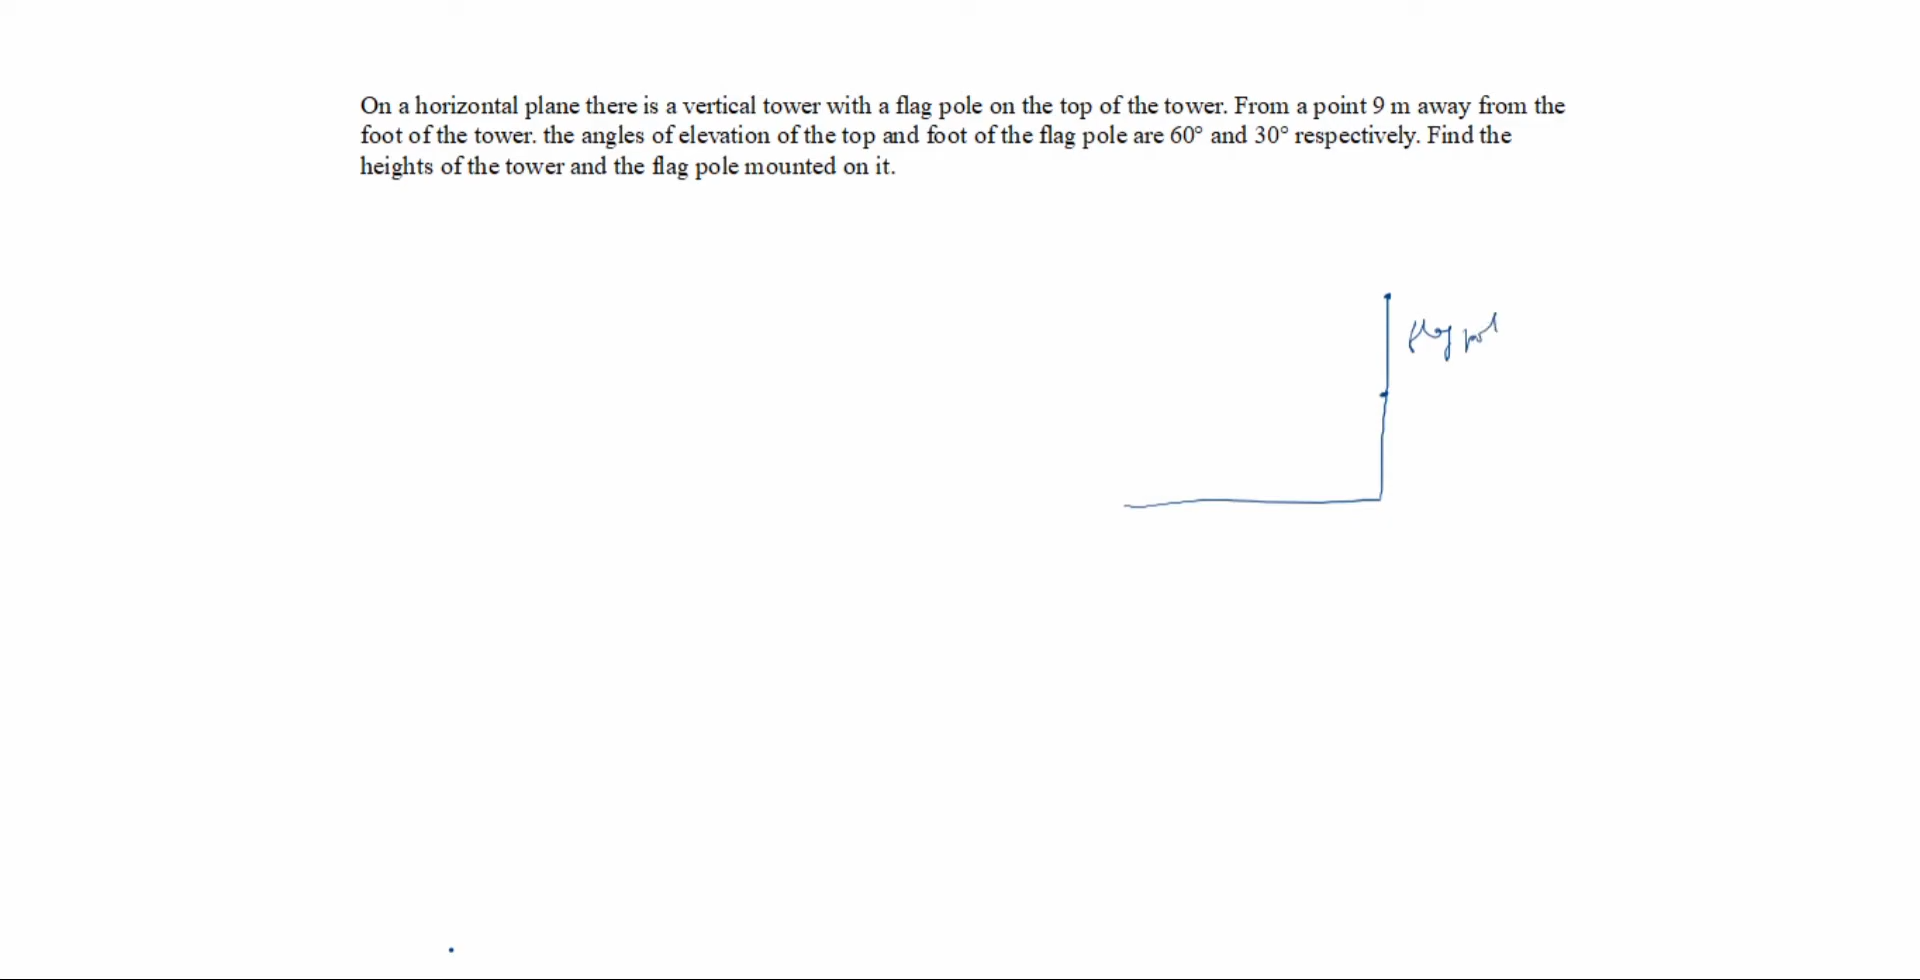 On a horizontal plane there is a vertical tower with a flag pole on the top of the tower. From a point 9 m away from the
foot of the tower. the angles of elevation of the top and foot of the flag pole are 60° and 30° respectively. Find the
heights of the tower and the flag pole mounted on it.
flag pol